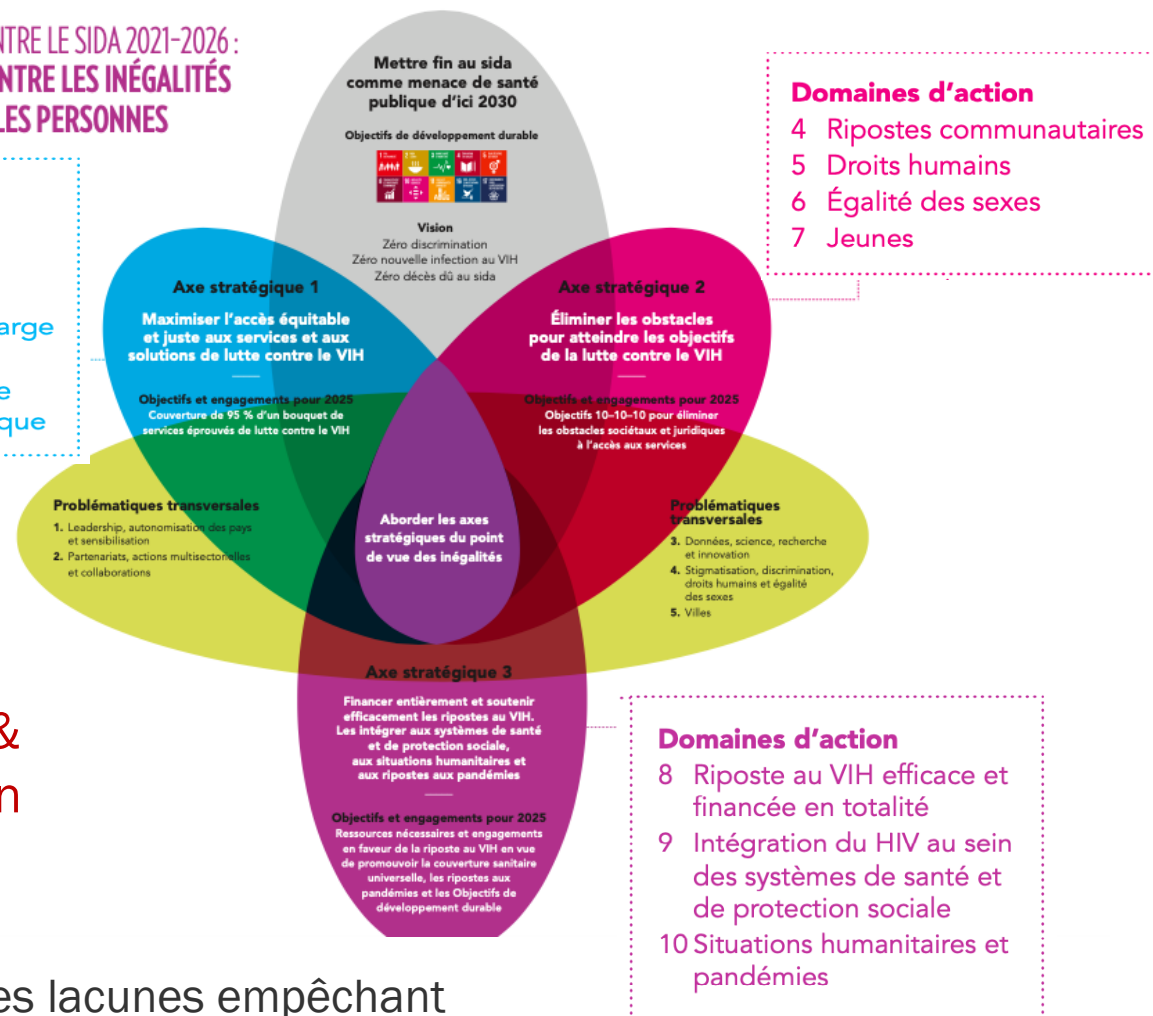 NTRE LE SIDA 2021-2026 :
NTRE LES INÉGALITÉS
LES PERSONNES
arge
e
que
Mettre fin au sida
comme menace de santé
publique d'ici 2030
Objectifs de développement durable
Vision
Zéro discrimination
Zéro nouvelle infection au VIH
Zéro décès dû au sida
Axe stratégique 1
Maximiser l'accès équitable
et juste aux services et aux
solutions de lutte contre le VIH
Objectifs et engagements pour 2025
Couverture de 95 % d'un bouquet de
services éprouvés de lutte contre le VIH
Axe stratégique 2
Éliminer les obstacles
pour atteindre les objectifs
de la lutte contre le VIH
Objectifs et engagements pour 2025
Objectifs 10–10–10 pour éliminer
les obstacles sociétaux et juridiques
à l'accès aux services
Domaines d'action
4 Ripostes communautaires
5 Droits humains
6 Égalité des sexes
7 Jeunes
Problématiques transversales
1. Leadership, autonomisation des pays
et sensibilisation
2. Partenariats, actions multisectorielles
et collaborations
Aborder les axes
stratégiques du point
de vue des inégalités
Problématiques
transversales
3. Données, science, recherche
et innovation
4. Stigmatisation, discrimination,
droits humains et égalité
des sexes
5. Villes
Axe stratégique 3
Financer entièrement et soutenir
efficacement les ripostes au VIH.
Les intégrer aux systèmes de santé
et de protection sociale,
aux situations humanitaires et
aux ripostes aux pandémies
Objectifs et engagements pour 2025
Ressources nécessaires et engagements
en faveur de la riposte au VIH en vue
de promouvoir la couverture sanitaire
universelle, les ripostes aux
pandémies et les Objectifs de
développement durable
Domaines d'action
8 Riposte au VIH efficace et
financée en totalité
9 Intégration du HIV au sein
des systèmes de santé et
de protection sociale
10 Situations humanitaires et
pandémies
&
n
es lacunes empêchant